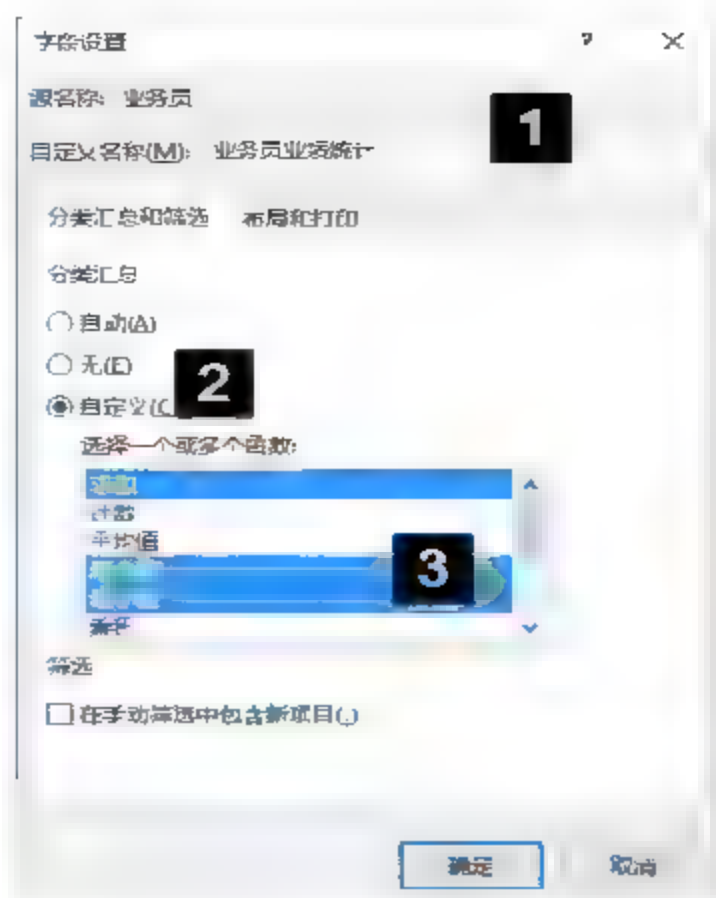 字段设置 ? ×
源名称: 业务员
1
自定义名称(M): 业务员业绩统计
分类汇总和筛选 布局和打印
分类汇总
自动(A)
无(E)
2
自定义(C
选择一个或多个函数:
求和
计数
平均值
3
乘积
筛选
在手动筛选中包含新项目(I)
确定 取消